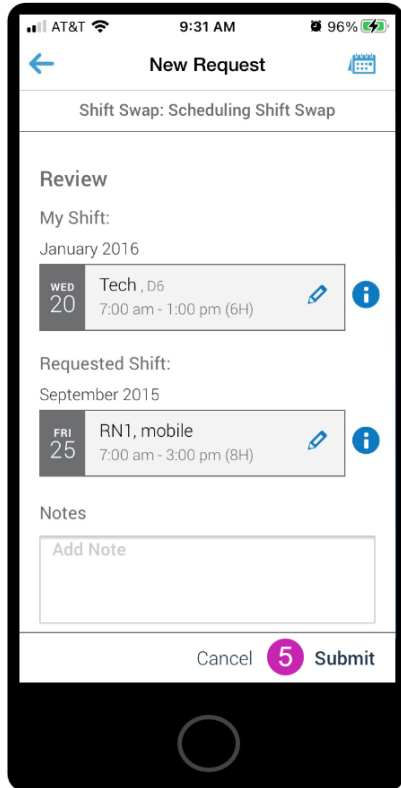 AT&T 9:31 AM 96%
New Request
Shift Swap: Scheduling Shift Swap
Review
My Shift:
January 2016
WED
20
Tech , D6
7:00 am - 1:00 pm (6H)
Requested Shift:
September 2015
FRI
25
RN1, mobile
7:00 am - 3:00 pm (8H)
Notes
Add Note
Cancel 5 Submit